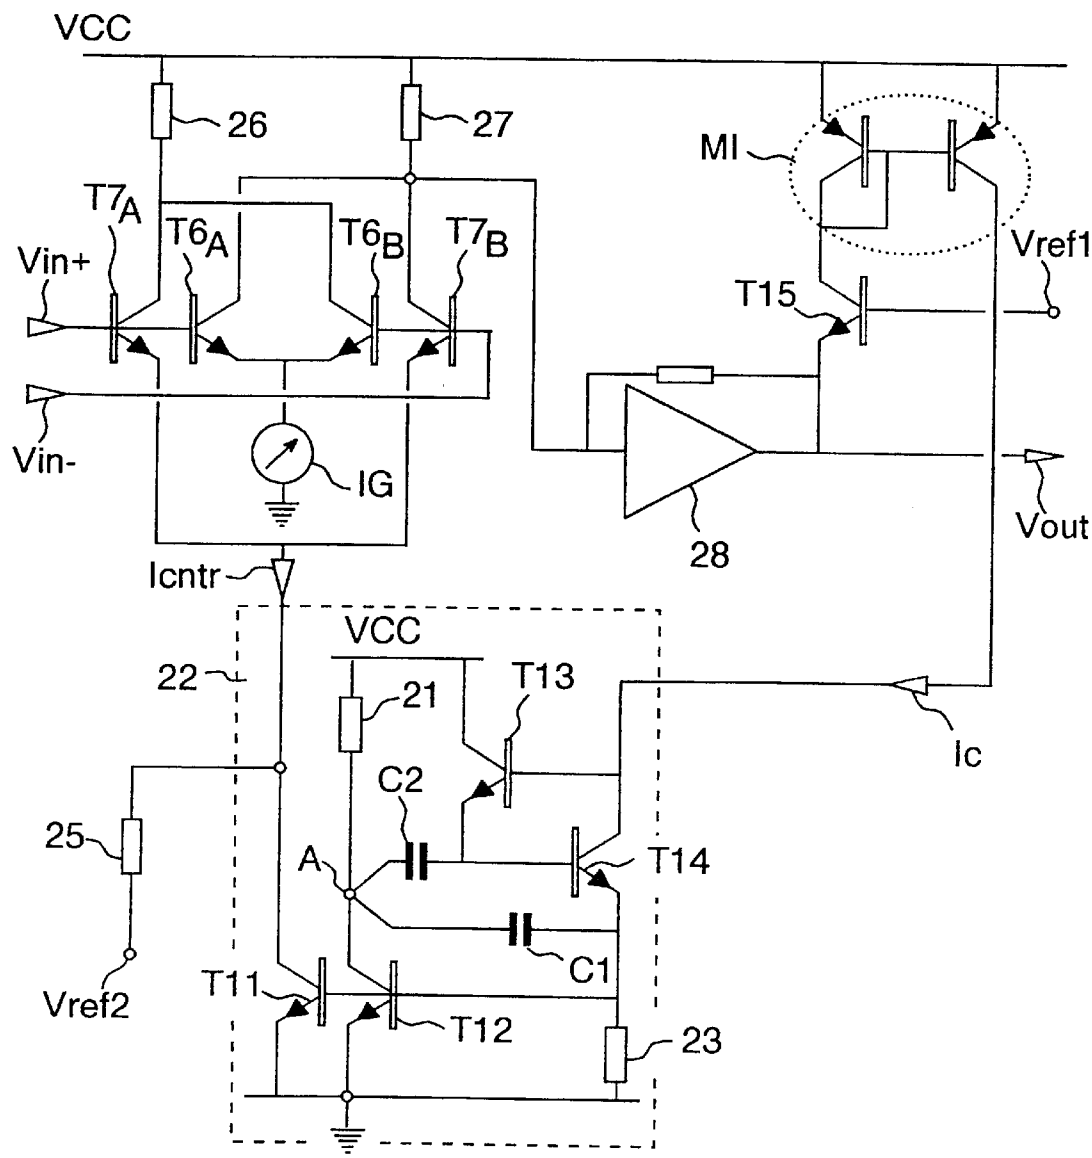 VCC
26
27
MI
T7A
T6A
T6B
T7B
Vin+
Vref1
T15
Vin-
IG
28
Vout
Icntr
VCC
22
T13
21
Ic
C2
25
A
T14
C1
T11
Vref2
T12
23